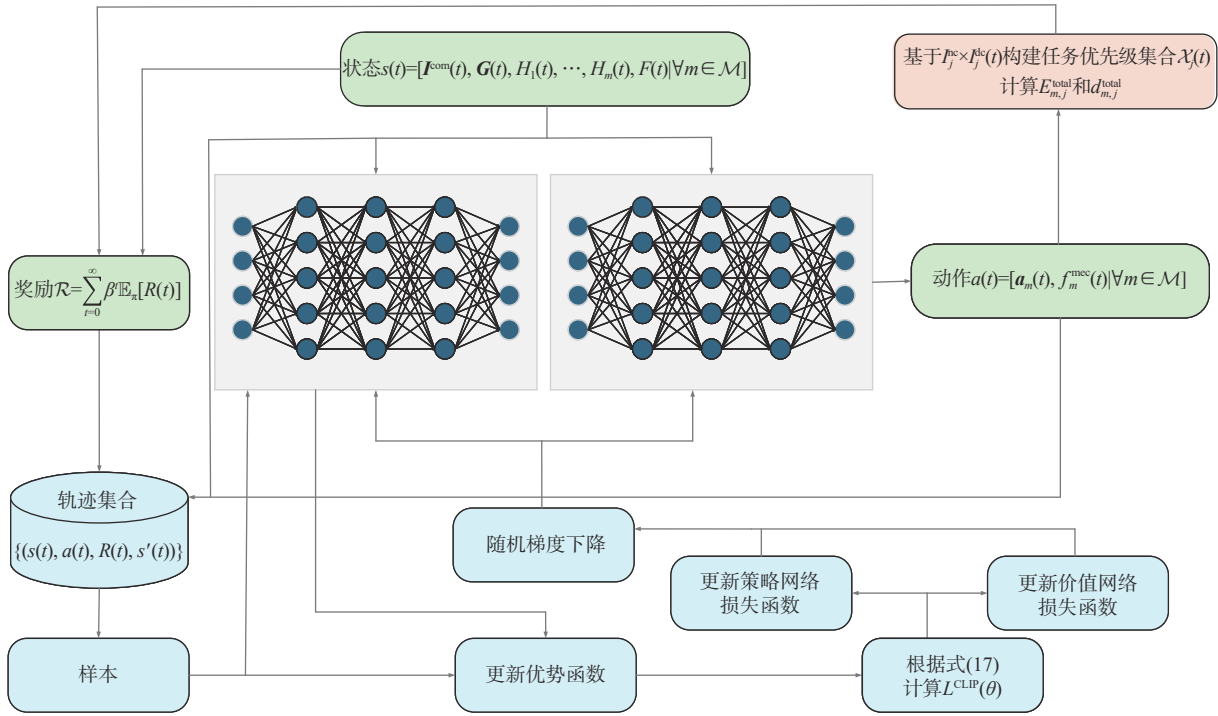 状态s(t)=[I^com(t), G(t), H_1(t), ⋯, H_m(t), F(t)|∀m∈ℳ]
基于I_j^nc×I_j^dc(t)构建任务优先级集合𝒳_j(t)
计算E_{m,j}^total和d_{m,j}^total
奖励ℛ=∑_{t=0}^∞ β^t 𝔼_π[R(t)]
动作a(t)=[a_m(t), f_m^mec(t)|∀m∈ℳ]
轨迹集合
{(s(t), a(t), R(t), s′(t))}
随机梯度下降
更新策略网络
损失函数
更新价值网络
损失函数
样本
更新优势函数
根据式(17)
计算L^CLIP(θ)